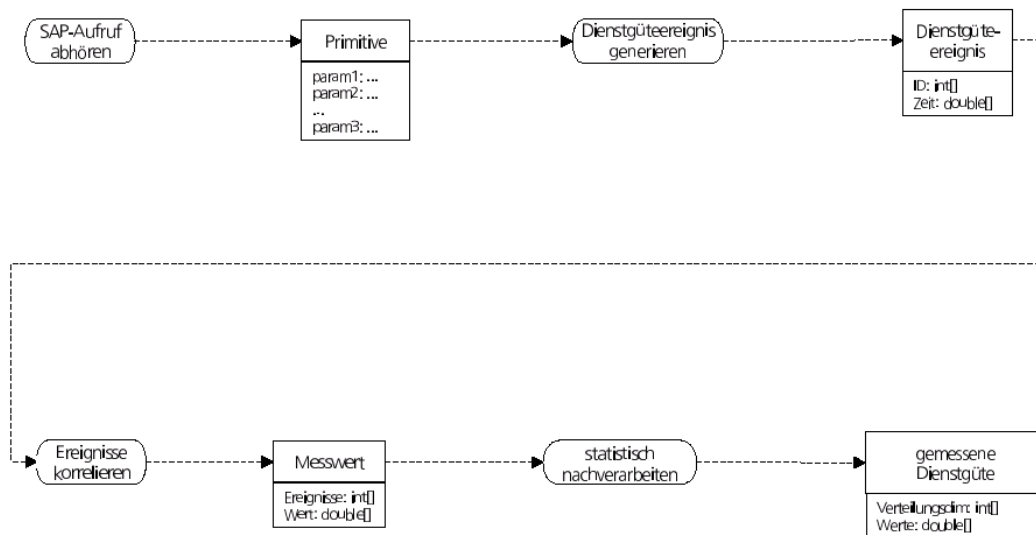 SAP-Aufruf
abhören
Primitive
param1: ...
param2: ...
...
param3: ...
Dienstgüteereignis
generieren
Dienstgüte-
ereignis
ID: int[]
Zeit: double[]
Ereignisse
korrelieren
Messwert
Ereignisse: int[]
Wert: double[]
statistisch
nachverarbeiten
gemessene
Dienstgüte
Verteilungsdim: int[]
Werte: double[]